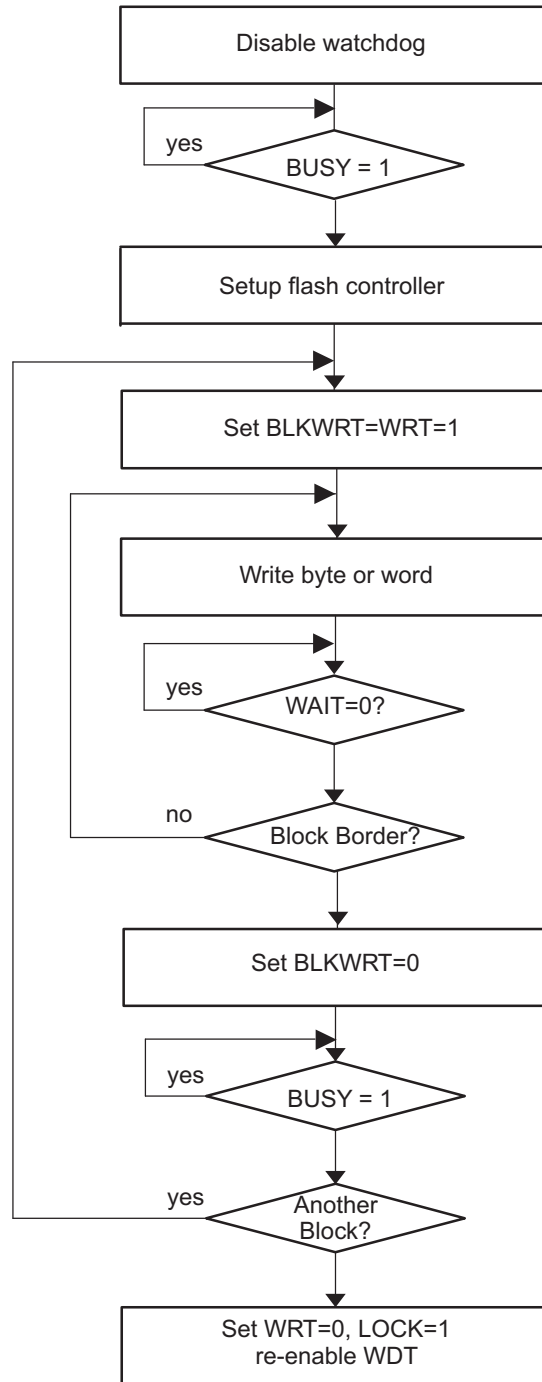 Disable watchdog
yes
BUSY = 1
Setup flash controller
Set BLKWRT=WRT=1
Write byte or word
yes
WAIT=0?
no
Block Border?
Set BLKWRT=0
yes
BUSY = 1
yes
Another
Block?
Set WRT=0, LOCK=1
re-enable WDT